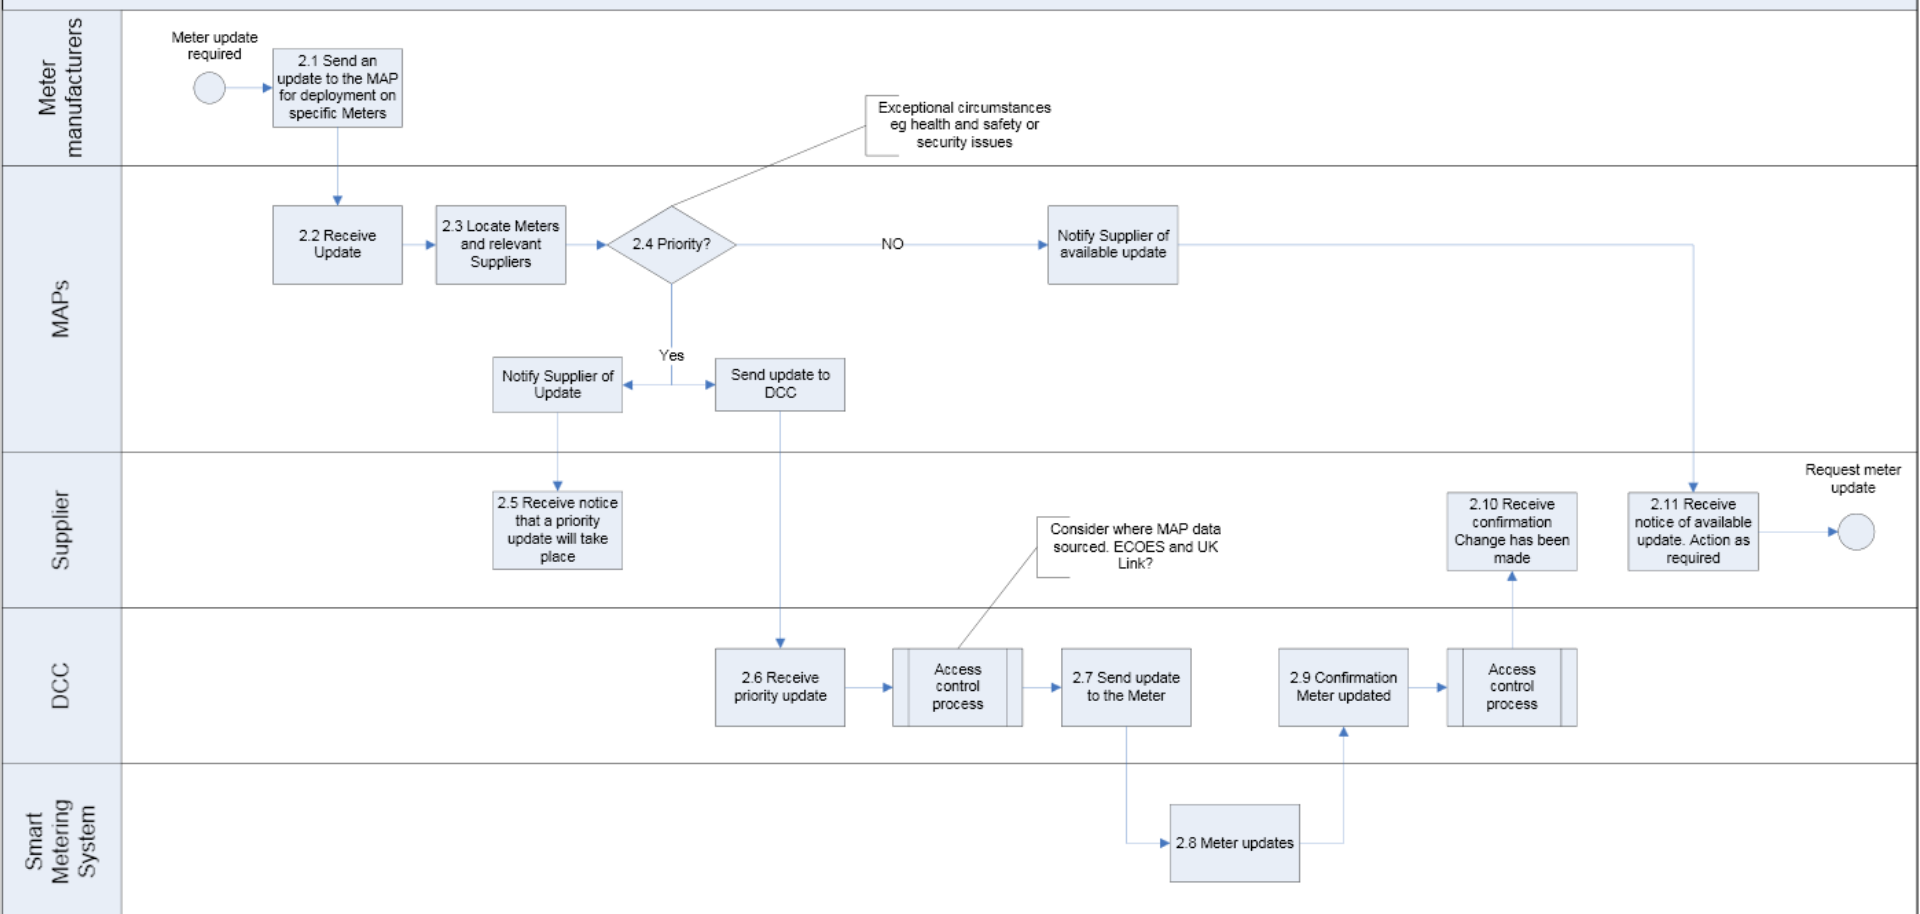 Meter
manufacturers
Meter update
required
2.1 Send an
update to the MAP
for deployment on
specific Meters
Exceptional circumstances
eg health and safety or
security issues
MAPs
2.2 Receive
Update
2.3 Locate Meters
and relevant
Suppliers
2.4 Priority?
NO
Notify Supplier of
available update
Yes
Notify Supplier of
Update
Send update to
DCC
Supplier
2.5 Receive notice
that a priority
update will take
place
Consider where MAP data
sourced. ECOES and UK
Link?
2.10 Receive
confirmation
Change has been
made
2.11 Receive
notice of available
update. Action as
required
Request meter
update
DCC
2.6 Receive
priority update
Access
control
process
2.7 Send update
to the Meter
2.9 Confirmation
Meter updated
Access
control
process
Smart
Metering
System
2.8 Meter updates